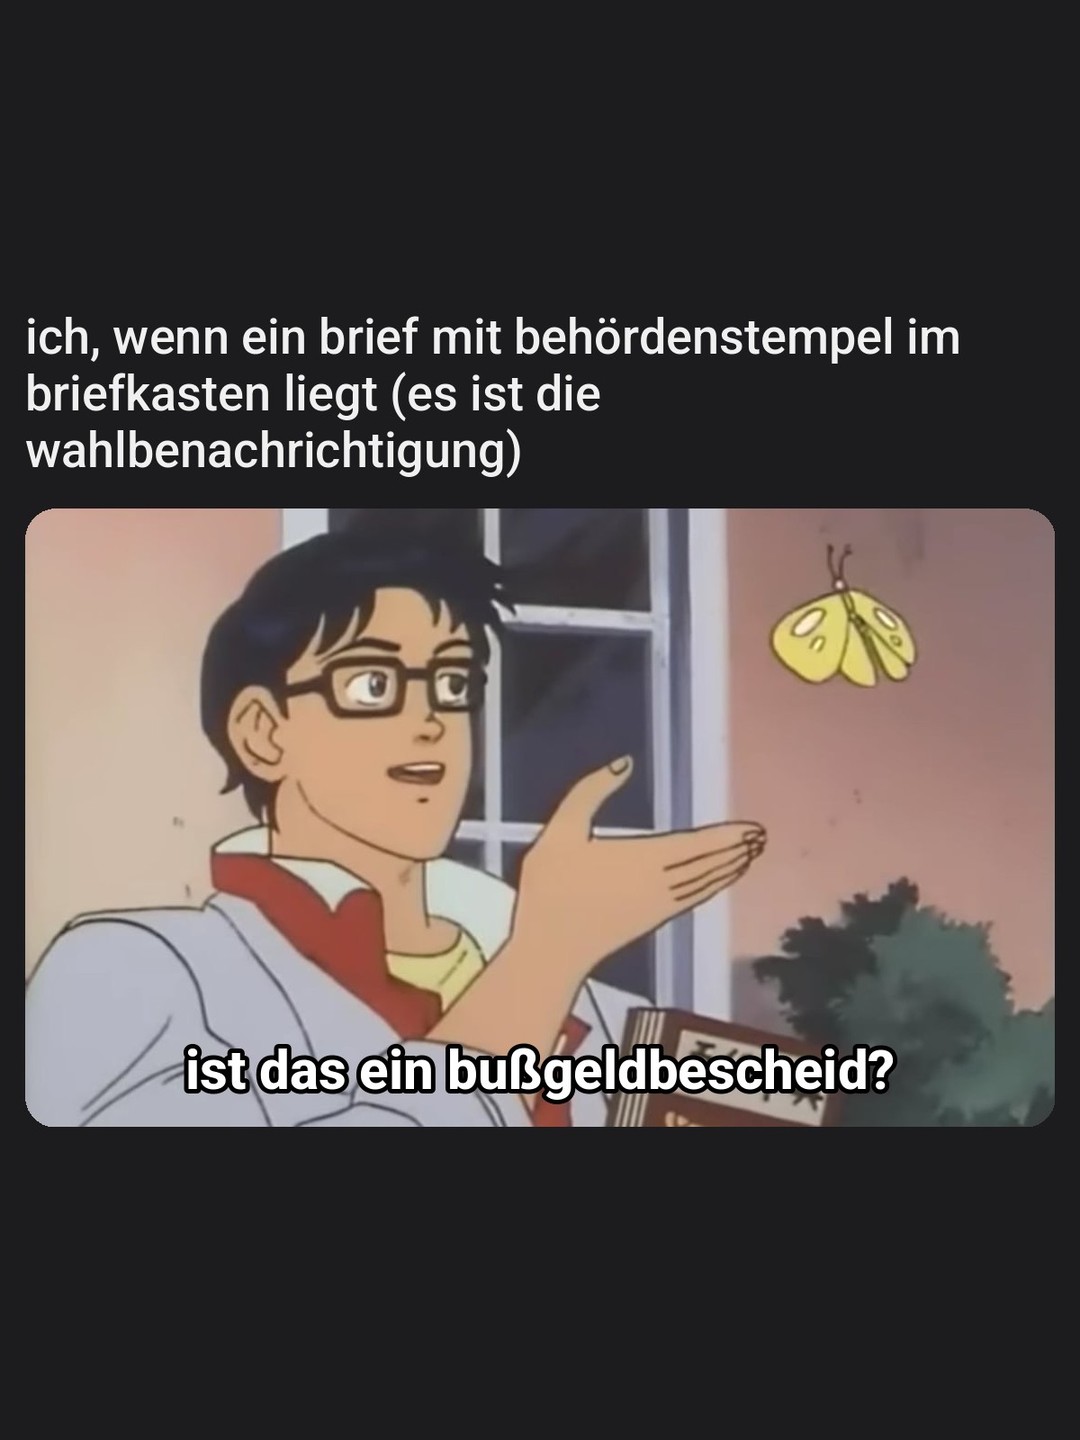 ich, wenn ein brief mit behördenstempel im
briefkasten liegt (es ist die
wahlbenachrichtigung)
ist das ein bußgeldbescheid?